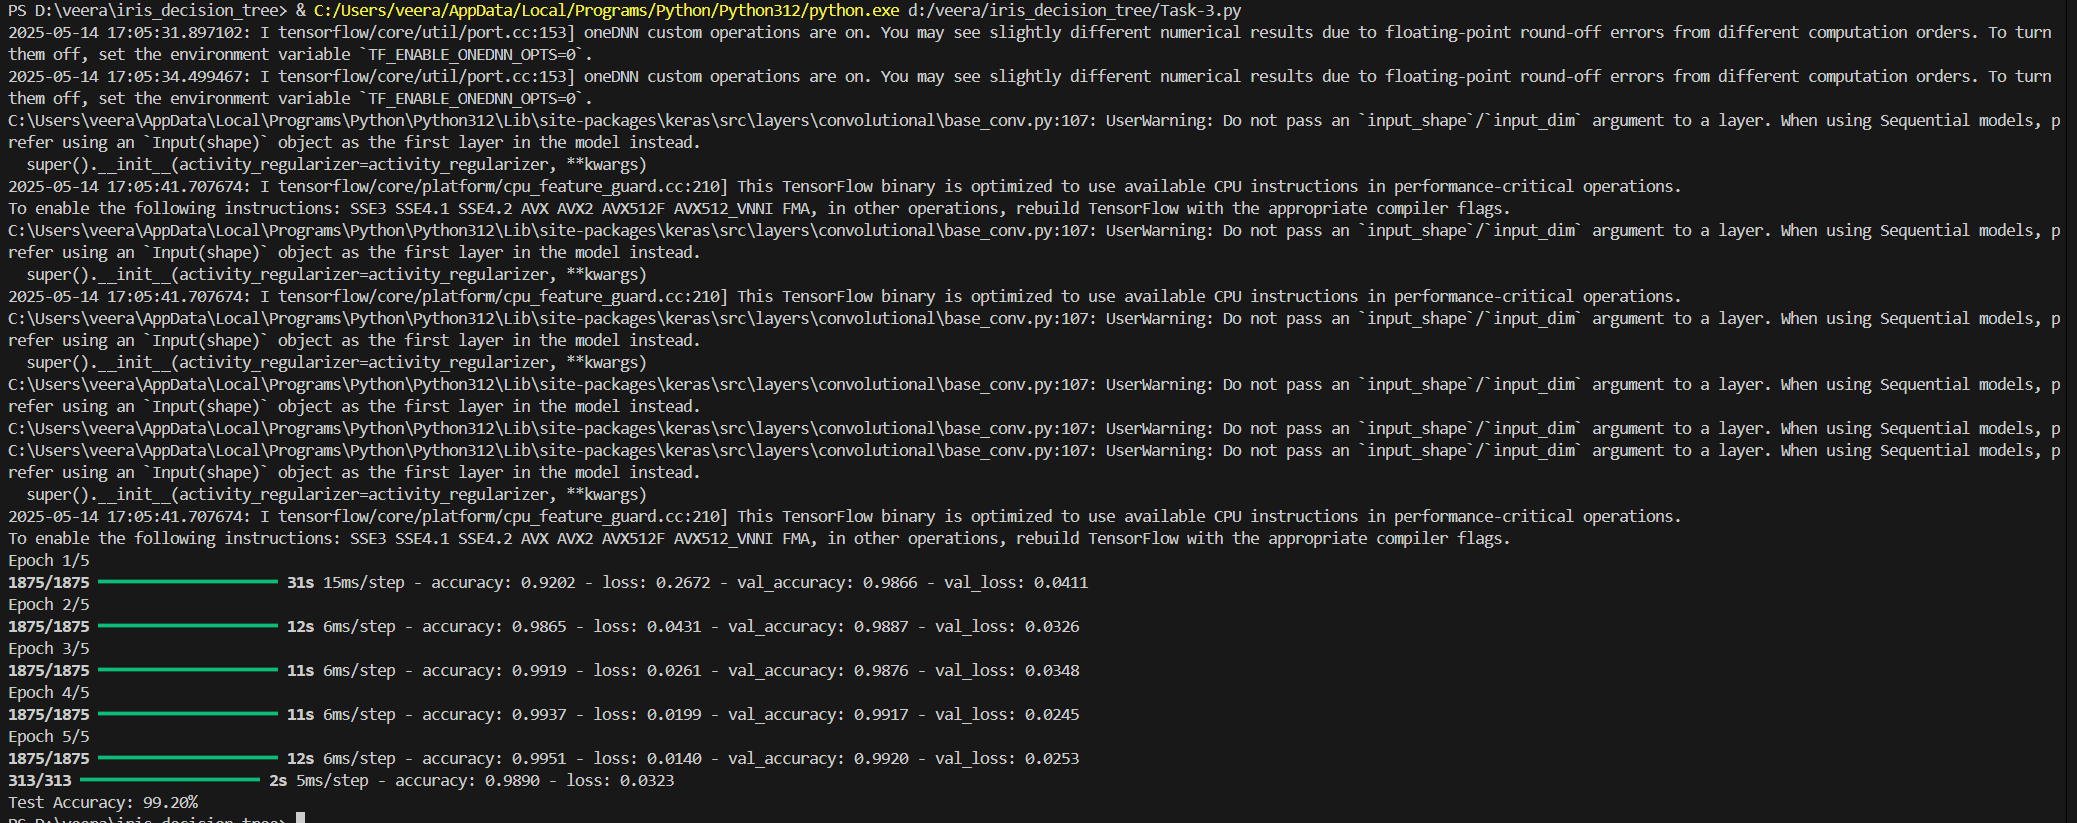 PS D:\veera\iris_decision_tree> & C:/Users/veera/AppData/Local/Programs/Python/Python312/python.exe d:/veera/iris_decision_tree/Task-3.py
2025-05-14 17:05:31.897102: I tensorflow/core/util/port.cc:153] oneDNN custom operations are on. You may see slightly different numerical results due to floating-point round-off errors from different computation orders. To turn
them off, set the environment variable `TF_ENABLE_ONEDNN_OPTS=0`.
2025-05-14 17:05:34.499467: I tensorflow/core/util/port.cc:153] oneDNN custom operations are on. You may see slightly different numerical results due to floating-point round-off errors from different computation orders. To turn
them off, set the environment variable `TF_ENABLE_ONEDNN_OPTS=0`.
C:\Users\veera\AppData\Local\Programs\Python\Python312\Lib\site-packages\keras\src\layers\convolutional\base_conv.py:107: UserWarning: Do not pass an `input_shape`/`input_dim` argument to a layer. When using Sequential models, p
refer using an `Input(shape)` object as the first layer in the model instead.
  super().__init__(activity_regularizer=activity_regularizer, **kwargs)
2025-05-14 17:05:41.707674: I tensorflow/core/platform/cpu_feature_guard.cc:210] This TensorFlow binary is optimized to use available CPU instructions in performance-critical operations.
To enable the following instructions: SSE3 SSE4.1 SSE4.2 AVX AVX2 AVX512F AVX512_VNNI FMA, in other operations, rebuild TensorFlow with the appropriate compiler flags.
C:\Users\veera\AppData\Local\Programs\Python\Python312\Lib\site-packages\keras\src\layers\convolutional\base_conv.py:107: UserWarning: Do not pass an `input_shape`/`input_dim` argument to a layer. When using Sequential models, p
refer using an `Input(shape)` object as the first layer in the model instead.
  super().__init__(activity_regularizer=activity_regularizer, **kwargs)
2025-05-14 17:05:41.707674: I tensorflow/core/platform/cpu_feature_guard.cc:210] This TensorFlow binary is optimized to use available CPU instructions in performance-critical operations.
C:\Users\veera\AppData\Local\Programs\Python\Python312\Lib\site-packages\keras\src\layers\convolutional\base_conv.py:107: UserWarning: Do not pass an `input_shape`/`input_dim` argument to a layer. When using Sequential models, p
refer using an `Input(shape)` object as the first layer in the model instead.
  super().__init__(activity_regularizer=activity_regularizer, **kwargs)
C:\Users\veera\AppData\Local\Programs\Python\Python312\Lib\site-packages\keras\src\layers\convolutional\base_conv.py:107: UserWarning: Do not pass an `input_shape`/`input_dim` argument to a layer. When using Sequential models, p
refer using an `Input(shape)` object as the first layer in the model instead.
C:\Users\veera\AppData\Local\Programs\Python\Python312\Lib\site-packages\keras\src\layers\convolutional\base_conv.py:107: UserWarning: Do not pass an `input_shape`/`input_dim` argument to a layer. When using Sequential models, p
C:\Users\veera\AppData\Local\Programs\Python\Python312\Lib\site-packages\keras\src\layers\convolutional\base_conv.py:107: UserWarning: Do not pass an `input_shape`/`input_dim` argument to a layer. When using Sequential models, p
refer using an `Input(shape)` object as the first layer in the model instead.
  super().__init__(activity_regularizer=activity_regularizer, **kwargs)
2025-05-14 17:05:41.707674: I tensorflow/core/platform/cpu_feature_guard.cc:210] This TensorFlow binary is optimized to use available CPU instructions in performance-critical operations.
To enable the following instructions: SSE3 SSE4.1 SSE4.2 AVX AVX2 AVX512F AVX512_VNNI FMA, in other operations, rebuild TensorFlow with the appropriate compiler flags.
Epoch 1/5
1875/1875 ━━━━━━━━━━━━━━━━━━━━ 31s 15ms/step - accuracy: 0.9202 - loss: 0.2672 - val_accuracy: 0.9866 - val_loss: 0.0411
Epoch 2/5
1875/1875 ━━━━━━━━━━━━━━━━━━━━ 12s 6ms/step - accuracy: 0.9865 - loss: 0.0431 - val_accuracy: 0.9887 - val_loss: 0.0326
Epoch 3/5
1875/1875 ━━━━━━━━━━━━━━━━━━━━ 11s 6ms/step - accuracy: 0.9919 - loss: 0.0261 - val_accuracy: 0.9876 - val_loss: 0.0348
Epoch 4/5
1875/1875 ━━━━━━━━━━━━━━━━━━━━ 11s 6ms/step - accuracy: 0.9937 - loss: 0.0199 - val_accuracy: 0.9917 - val_loss: 0.0245
Epoch 5/5
1875/1875 ━━━━━━━━━━━━━━━━━━━━ 12s 6ms/step - accuracy: 0.9951 - loss: 0.0140 - val_accuracy: 0.9920 - val_loss: 0.0253
313/313 ━━━━━━━━━━━━━━━━━━━━ 2s 5ms/step - accuracy: 0.9890 - loss: 0.0323
Test Accuracy: 99.20%
PS D:\veera\iris_decision_tree>